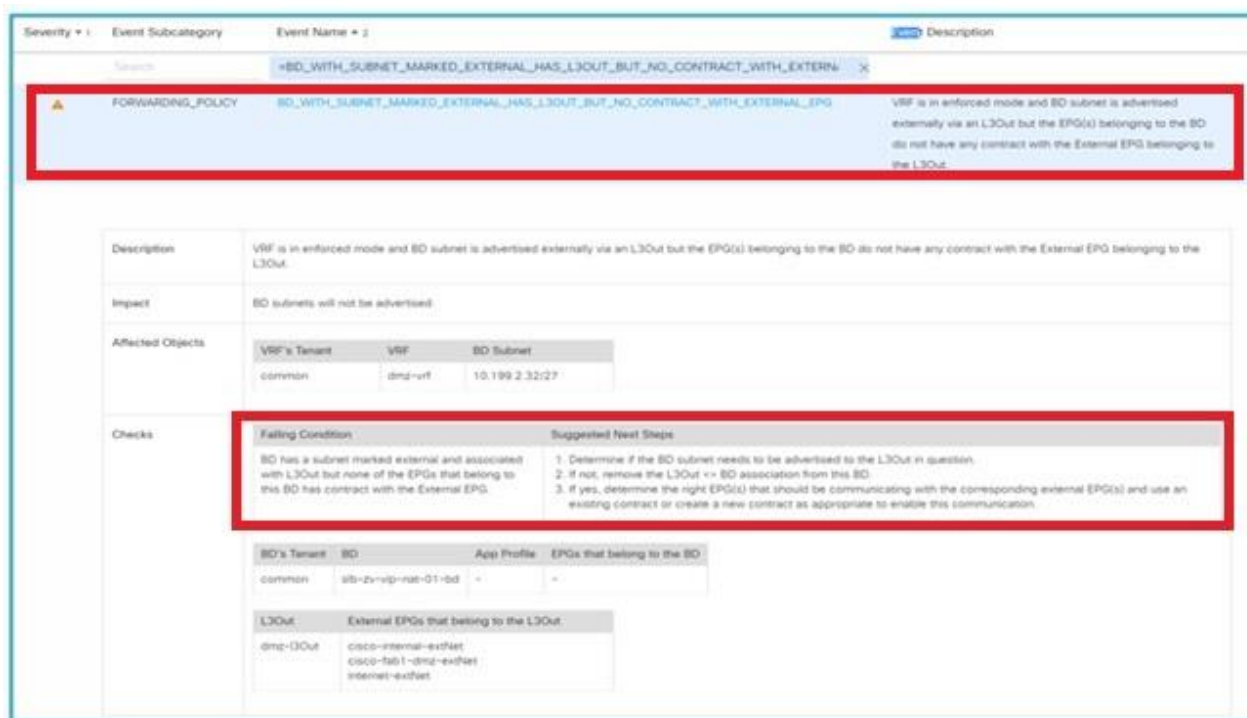 Severity ▾ 1 Event Subcategory Event Name ▴ 2 Event Description
Search =BD_WITH_SUBNET_MARKED_EXTERNAL_HAS_L3OUT_BUT_NO_CONTRACT_WITH_EXTERN ×
FORWARDING_POLICY BD_WITH_SUBNET_MARKED_EXTERNAL_HAS_L3OUT_BUT_NO_CONTRACT_WITH_EXTERNAL_EPG VRF is in enforced mode and BD subnet is advertised
externally via an L3Out but the EPG(s) belonging to the BD
do not have any contract with the External EPG belonging to
the L3Out.
Description VRF is in enforced mode and BD subnet is advertised externally via an L3Out but the EPG(s) belonging to the BD do not have any contract with the External EPG belonging to the
L3Out.
Impact BD subnets will not be advertised.
Affected Objects
VRF's Tenant VRF BD Subnet
common dmz-vrf 10.199.2.32/27
Checks
Failing Condition Suggested Next Steps
BD has a subnet marked external and associated
with L3Out but none of the EPGs that belong to
this BD has contract with the External EPG.
1. Determine if the BD subnet needs to be advertised to the L3Out in question.
2. If not, remove the L3Out <> BD association from this BD.
3. If yes, determine the right EPG(s) that should be communicating with the corresponding external EPG(s) and use an
existing contract or create a new contract as appropriate to enable this communication.
BD's Tenant BD App Profile EPGs that belong to the BD
common slb-zv-vip-nat-01-bd - -
L3Out External EPGs that belong to the L3Out
dmz-l3Out cisco-internal-extNet
cisco-fab1-dmz-extNet
internet-extNet